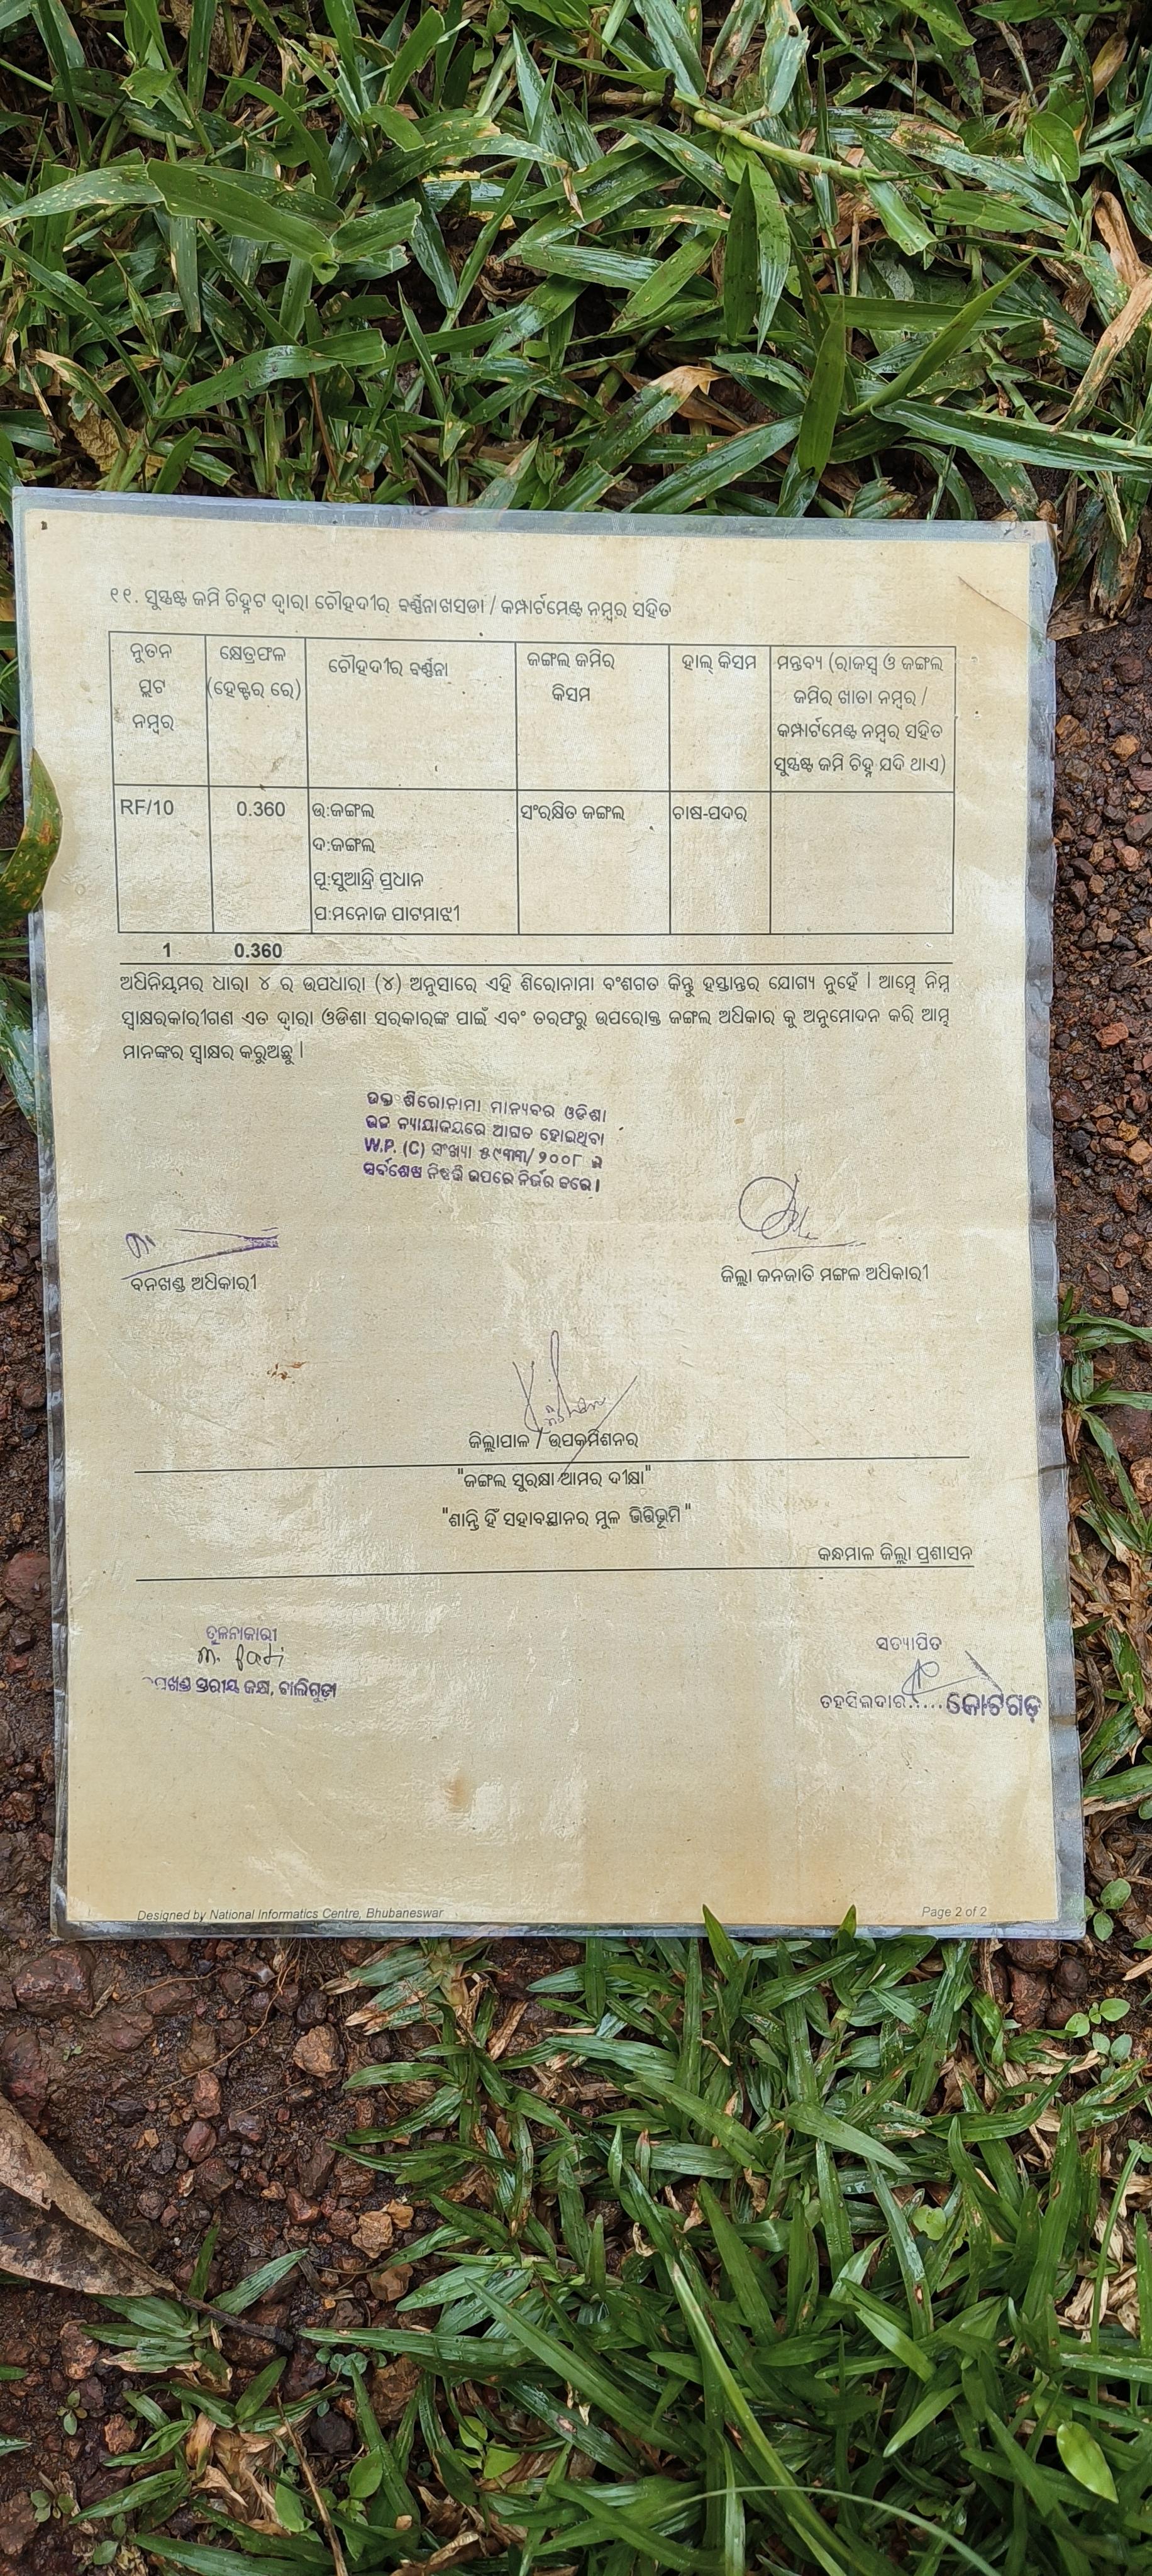 ୧୧. ସୁସ୍ପଷ୍ଟ ଜମି ଚିହ୍ନଟ ଦ୍ୱାରା ଚୌହଦୀର ବର୍ଣ୍ଣନା ଖସଡା / କମ୍ପାର୍ଟମେଣ୍ଟ ନମ୍ବର ସହିତ
ନୁତନ ପ୍ଲଟ ନମ୍ବର
କ୍ଷେତ୍ରଫଳ (ହେକ୍ଟର ରେ)
ଚୌହଦୀର ବର୍ଣ୍ଣନା
ଜଙ୍ଗଲ ଜମିର କିସମ
ହାଲ୍ କିସମ
ମନ୍ତବ୍ୟ (ରାଜସ୍ୱ ଓ ଜଙ୍ଗଲ
ଜମିର ଖାତା ନମ୍ବର /
କମ୍ପାର୍ଟମେଣ୍ଟ ନମ୍ବର ସହିତ
ସୁସ୍ପଷ୍ଟ ଜମି ଚିହ୍ନ ଯଦି ଥାଏ)
RF/10 0.360 ଉ:ଜଙ୍ଗଲ ସଂରକ୍ଷିତ ଜଙ୍ଗଲ ଚାଷ-ପଦର
ଦ:ଜଙ୍ଗଲ
ପୂ:ସୁଆନ୍ଦ୍ରି ପ୍ରଧାନ
ପ:ମନୋଜ ପାଟମାଝୀ
1 0.360
ଅଧିନିୟମର ଧାରା ୪ ର ଉପଧାରା (୪) ଅନୁସାରେ ଏହି ଶିରୋନାମା ବଂଶଗତ କିନ୍ତୁ ହସ୍ତାନ୍ତର ଯୋଗ୍ୟ ନୁହେଁ । ଆମ୍ଭେ ନିମ୍ନ
ସ୍ୱାକ୍ଷରକାରୀଗଣ ଏତ ଦ୍ୱାରା ଓଡିଶା ସରକାରଙ୍କ ପାଇଁ ଏବଂ ତରଫରୁ ଉପରୋକ୍ତ ଜଙ୍ଗଲ ଅଧିକାର କୁ ଅନୁମୋଦନ କରି ଆମ୍ଭ
ମାନଙ୍କର ସ୍ୱାକ୍ଷର କରୁଅଛୁ ।
ଉକ୍ତ ଶିରୋନାମା ମାନ୍ୟବର ଓଡିଶା
ଉଚ୍ଚ ନ୍ୟାୟାଳୟରେ ଆଗତ ହୋଇଥିବା
W.P. (C) ସଂଖ୍ୟା ୫୯୩୩/୨୦୦୮ ର
ସର୍ବଶେଷ ନିଷ୍ପତ୍ତି ଉପରେ ନିର୍ଭର କରେ।
ବନଖଣ୍ଡ ଅଧିକାରୀ
ଜିଲ୍ଲା ଜନଜାତି ମଙ୍ଗଳ ଅଧିକାରୀ
ଜିଲ୍ଲାପାଳ / ଉପକମିଶନର
"ଜଙ୍ଗଲ ସୁରକ୍ଷା ଆମର ଦୀକ୍ଷା"
"ଶାନ୍ତି ହିଁ ସହାବସ୍ଥାନର ମୂଳ ଭିତ୍ତିଭୂମି"
କନ୍ଧମାଳ ଜିଲ୍ଲା ପ୍ରଶାସନ
ତୁଳନାକାରୀ
ସତ୍ୟାପିତ
ସ୍ତରୀୟ କକ୍ଷ, ବାଲିଗୁଡା
ତହସିଲଦାର..... କୋଟଗଡ଼
Designed by National Informatics Centre, Bhubaneswar
Page 2 of 2